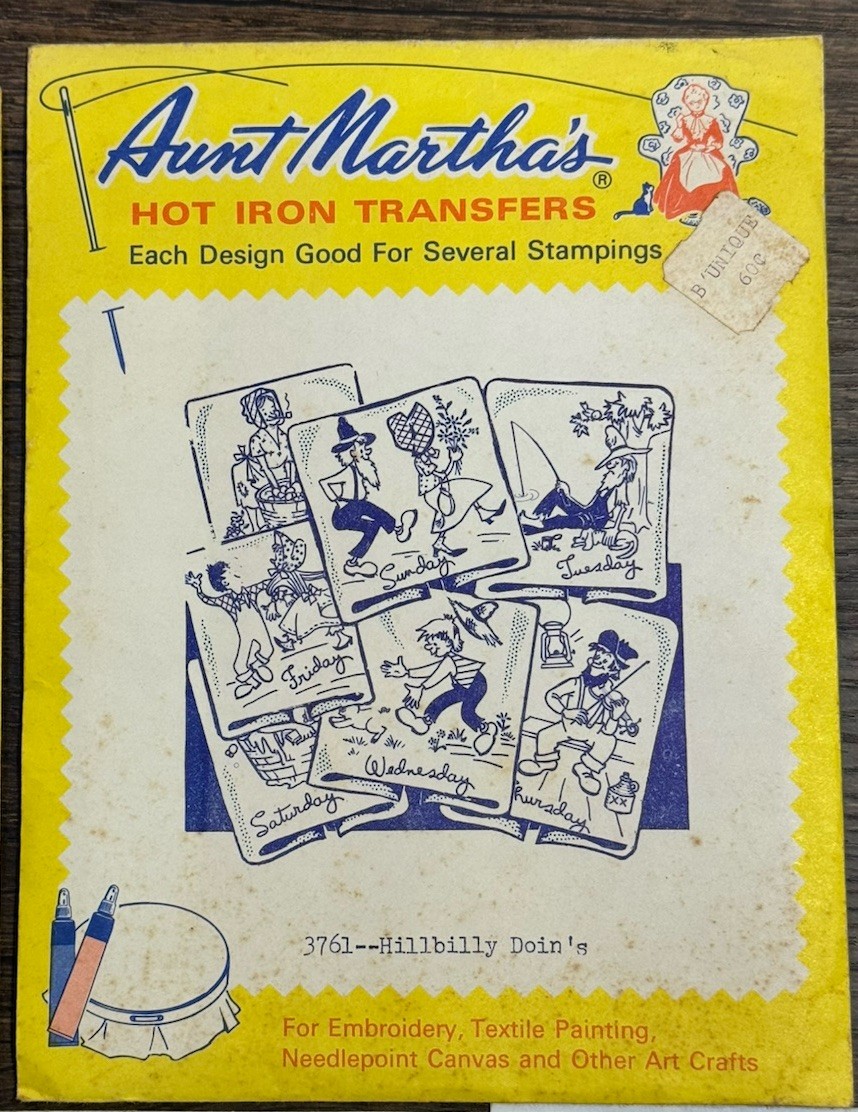 Aunt Martha's®
HOT IRON TRANSFERS
Each Design Good For Several Stampings
B'UNIQUE
60¢
Sunday
Tuesday
Friday
Wednesday
XX
Saturday
hursday
3761--Hillbilly Doin's
For Embroidery, Textile Painting,
Needlepoint Canvas and Other Art Crafts